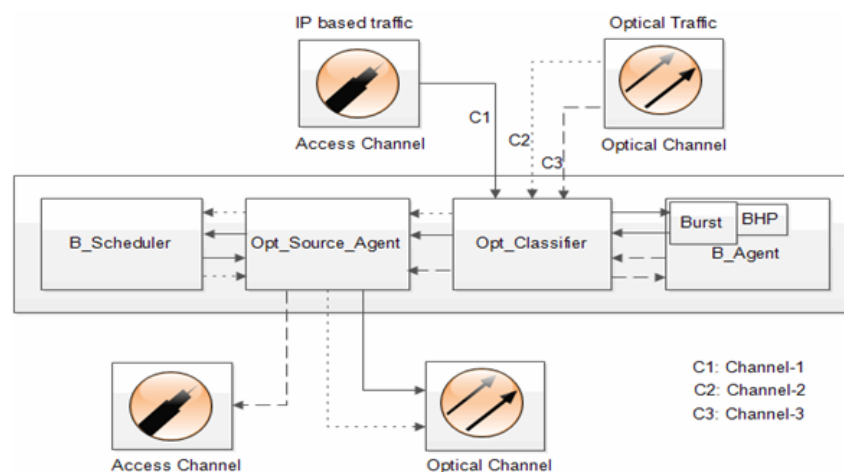 IP based traffic
Optical Traffic
C1
C2
C3
Access Channel
Optical Channel
B_Scheduler
Opt_Source_Agent
Opt_Classifier
Burst
BHP
B_Agent
C1: Channel-1
C2: Channel-2
C3: Channel-3
Access Channel
Optical Channel